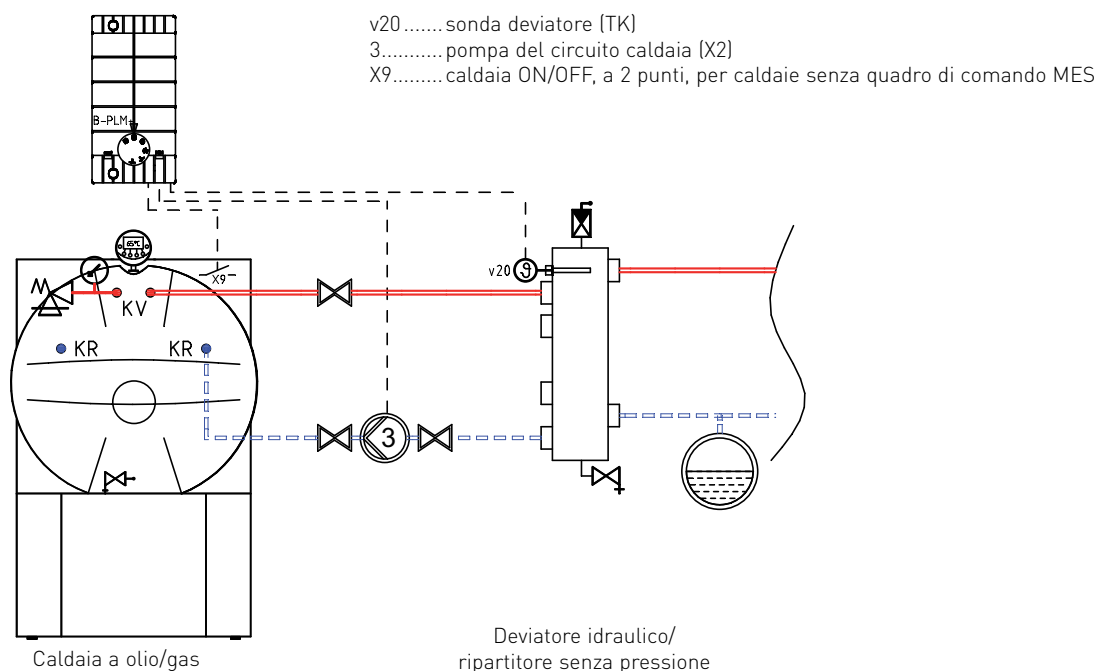 v20.......sonda deviatore (TK)
3..........pompa del circuito caldaia (X2)
X9.........caldaia ON/OFF, a 2 punti, per caldaie senza quadro di comando MES
B-PLM+
65°C
X9
v20
ϑ
KV
KR
KR
3
Caldaia a olio/gas
Deviatore idraulico/
ripartitore senza pressione